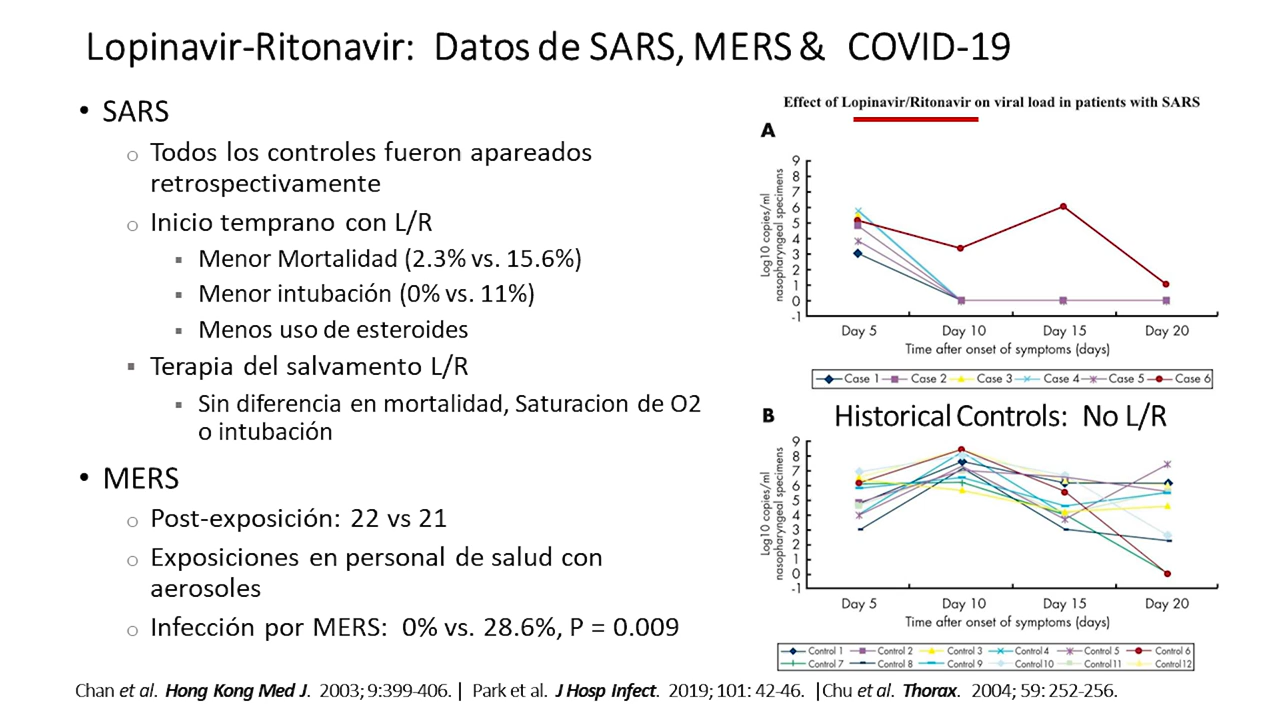 Lopinavir-Ritonavir: Datos de SARS, MERS & COVID-19
• SARS
o Todos los controles fueron apareados
retrospectivamente
o Inicio temprano con L/R
▪ Menor Mortalidad (2.3% vs. 15.6%)
▪ Menor intubación (0% vs. 11%)
▪ Menos uso de esteroides
▪ Terapia del salvamento L/R
▪ Sin diferencia en mortalidad, Saturacion de O2
o intubación
• MERS
o Post-exposición: 22 vs 21
o Exposiciones en personal de salud con
aerosoles
o Infección por MERS: 0% vs. 28.6%, P = 0.009
Effect of Lopinavir/Ritonavir on viral load in patients with SARS
A
Log10 copies/ml
nasopharyngeal specimens
9
8
7
6
5
4
3
2
1
0
-1
Day 5 Day 10 Day 15 Day 20
Time after onset of symptoms (days)
Case 1 Case 2 Case 3 Case 4 Case 5 Case 6
B Historical Controls: No L/R
Log10 copies/ml
nasopharyngeal specimens
9
8
7
6
5
4
3
2
1
0
-1
Day 5 Day 10 Day 15 Day 20
Time after onset of symptoms (days)
Control 1 Control 2 Control 3 Control 4 Control 5 Control 6
Control 7 Control 8 Control 9 Control 10 Control 11 Control 12
Chan et al. Hong Kong Med J. 2003; 9:399-406. | Park et al. J Hosp Infect. 2019; 101: 42-46. |Chu et al. Thorax. 2004; 59: 252-256.